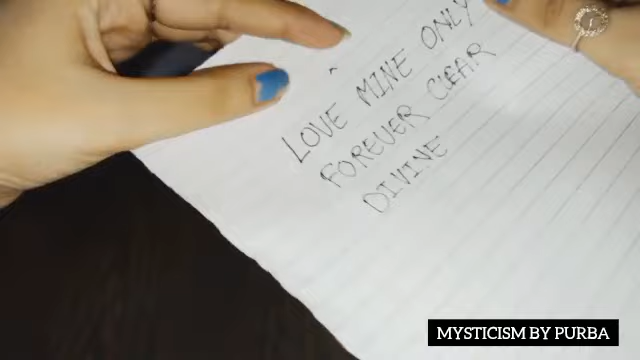 LOVE MINE ONLY
FOREVER CLEAR
DIVINE
MYSTICISM BY PURBA